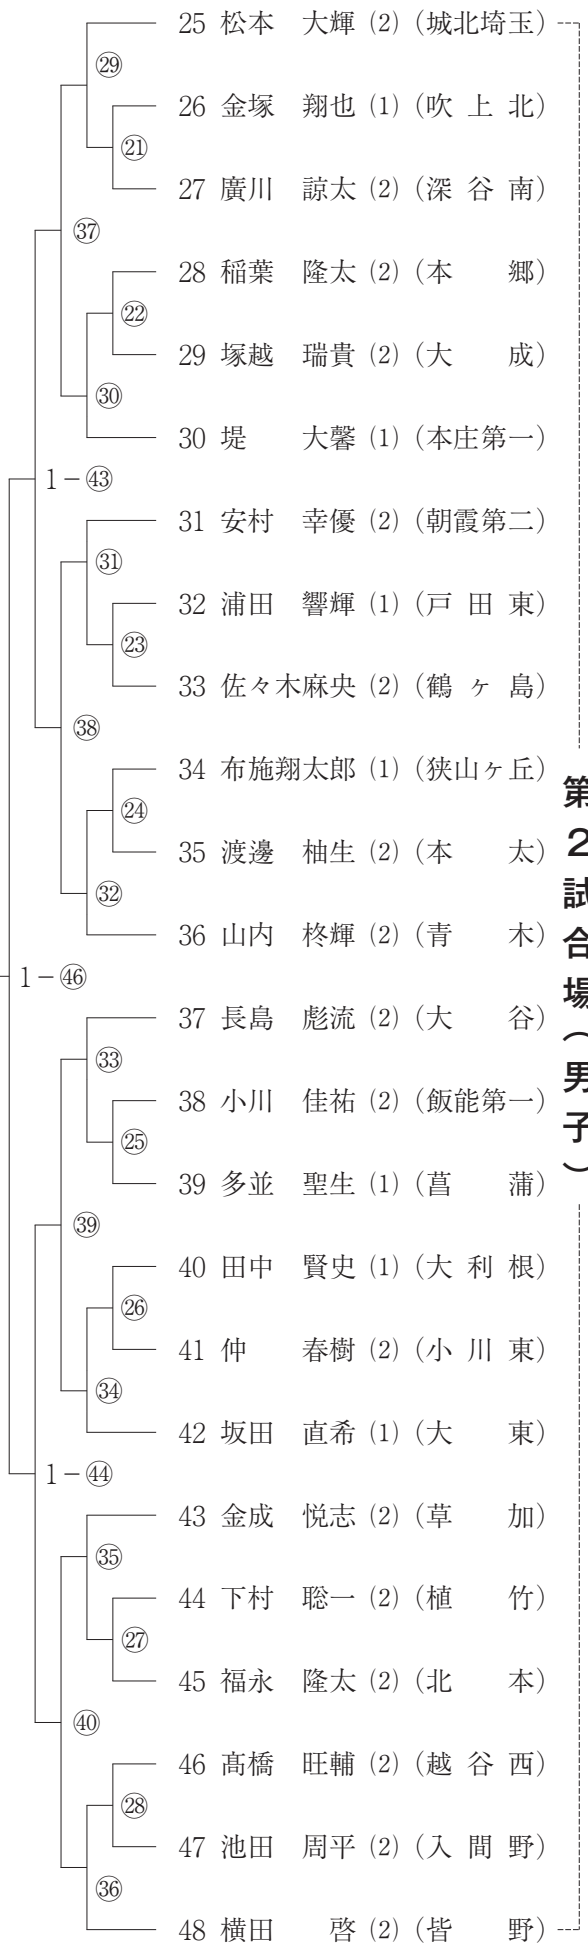 25 松本　大輝 (2)（城北埼玉）
㉙
26 金塚　翔也 (1)（吹 上 北）
㉑
27 廣川　諒太 (2)（深 谷 南）
㊲
28 稲葉　隆太 (2)（本　　郷）
㉒
29 塚越　瑞貴 (2)（大　　成）
㉚
30 堤　　大馨 (1)（本庄第一）
1－㊸
31 安村　幸優 (2)（朝霞第二）
㉛
32 浦田　響輝 (1)（戸 田 東）
㉓
33 佐々木麻央 (2)（鶴 ヶ 島）
㊳
34 布施翔太郎 (1)（狭山ヶ丘）
㉔
35 渡邊　柚生 (2)（本　　太）
㉜
36 山内　柊輝 (2)（青　　木）
1－㊻
37 長島　彪流 (2)（大　　谷）
㉝
38 小川　佳祐 (2)（飯能第一）
㉕
39 多並　聖生 (1)（菖　　蒲）
㊴
40 田中　賢史 (1)（大 利 根）
㉖
41 仲　　春樹 (2)（小 川 東）
㉞
42 坂田　直希 (1)（大　　東）
1－㊹
43 金成　悦志 (2)（草　　加）
㉟
44 下村　聡一 (2)（植　　竹）
㉗
45 福永　隆太 (2)（北　　本）
㊵
46 髙橋　旺輔 (2)（越 谷 西）
㉘
47 池田　周平 (2)（入 間 野）
㊱
48 横田　　啓 (2)（皆　　野）
第２試合場（男子）